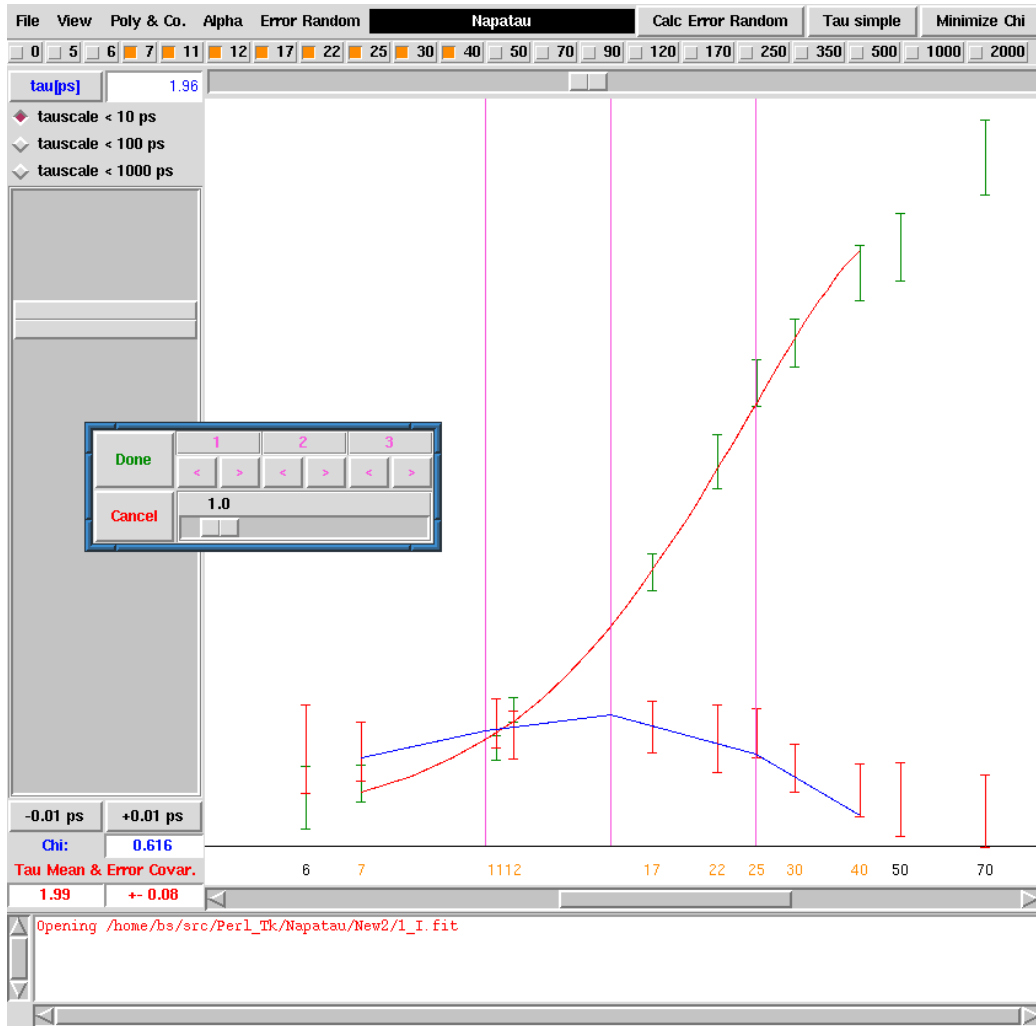 File View Poly & Co. Alpha Error Random Napatau Calc Error Random Tau simple Minimize Chi
0 5 6 7 11 12 17 22 25 30 40 50 70 90 120 170 250 350 500 1000 2000
tau[ps] 1.96
tauscale < 10 ps
tauscale < 100 ps
tauscale < 1000 ps
1 2 3
Done
< > < > < >
1.0
Cancel
-0.01 ps +0.01 ps
Chi: 0.616
Tau Mean & Error Covar.
1.99 +- 0.08
6 7 1112 17 22 25 30 40 50 70
Opening /home/bs/src/Perl_Tk/Napatau/New2/1_I.fit